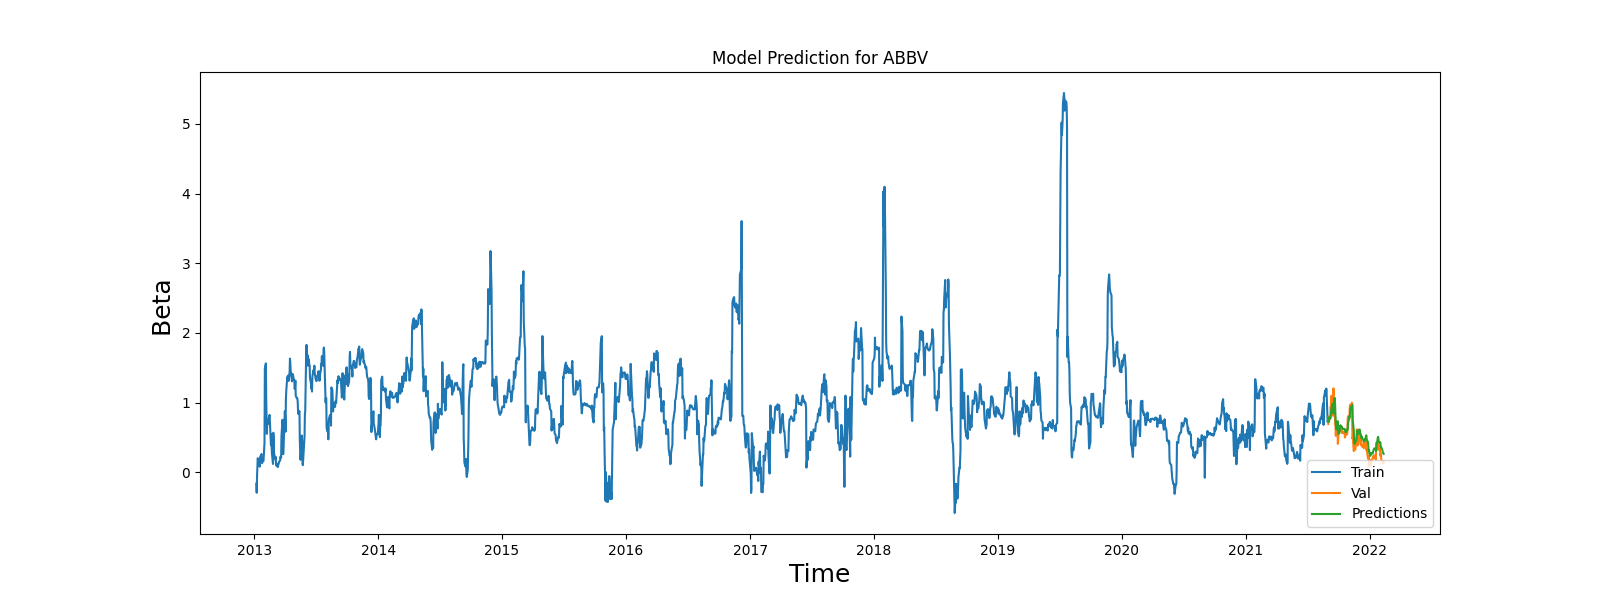 Model Prediction for ABBV
Beta
5
4
3
2
1
0
2013 2014 2015 2016 2017 2018 2019 2020 2021 2022
Time
Train
Val
Predictions